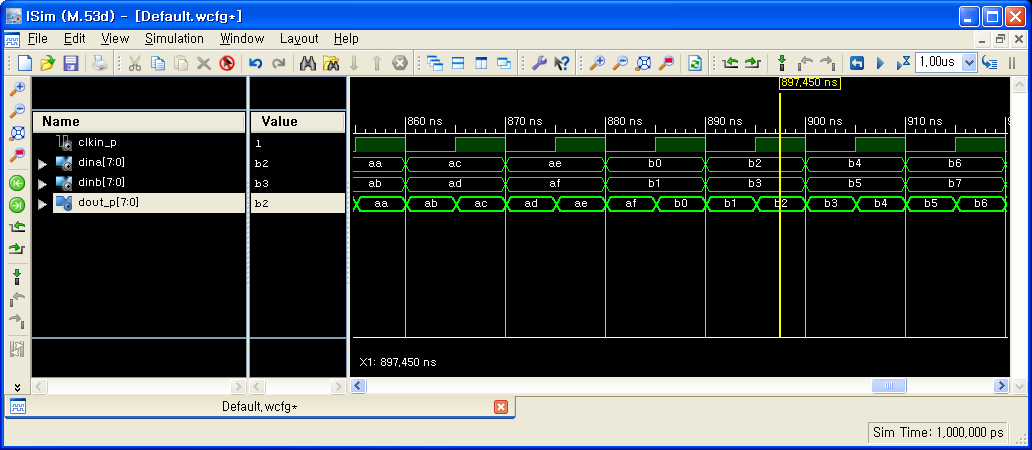 ISim (M.53d) - [Default.wcfg*]
File Edit View Simulation Window Layout Help
1.00us
897,450 ns
Name Value
860 ns 870 ns 880 ns 890 ns 900 ns 910 ns
clkin_p 1
dina[7:0] b2 aa ac ae b0 b2 b4 b6
dinb[7:0] b3 ab ad af b1 b3 b5 b7
dout_p[7:0] b2 aa ab ac ad ae af b0 b1 b2 b3 b4 b5 b6
X1: 897,450 ns
Default.wcfg*
Sim Time: 1,000,000 ps